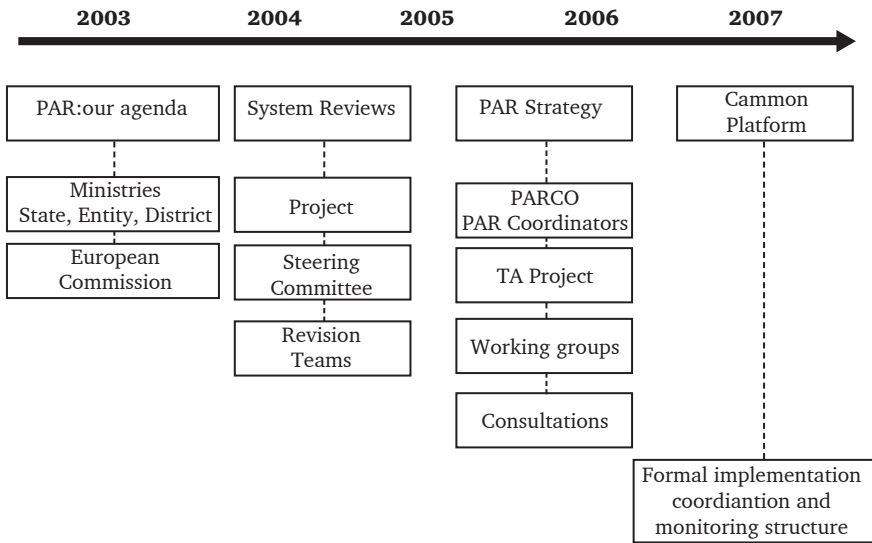 2003 2004 2005 2006 2007
PAR:our agenda
Ministries
State, Entity, District
European
Commission
System Reviews
Project
Steering
Committee
Revision
Teams
PAR Strategy
PARCO
PAR Coordinators
TA Project
Working groups
Consultations
Cammon
Platform
Formal implementation
coordiantion and
monitoring structure